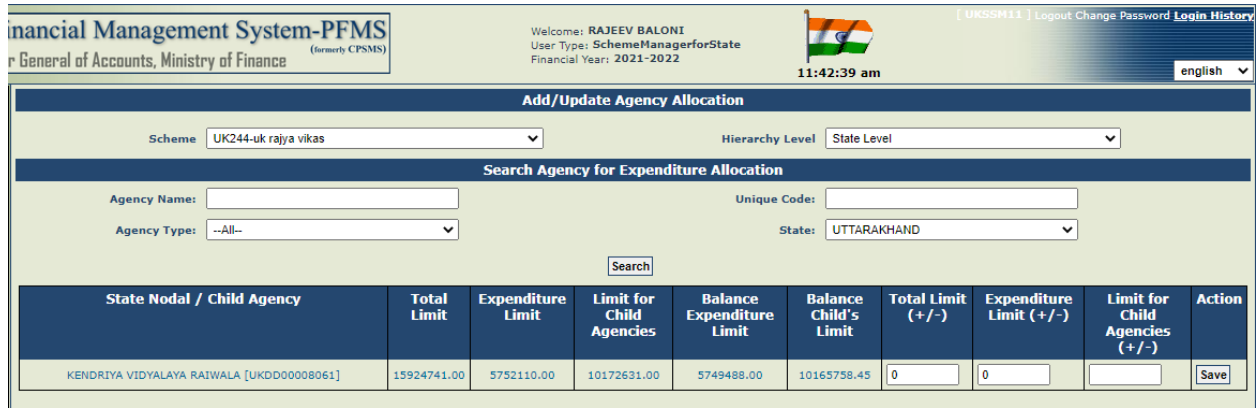 inancial Management System-PFMS
(formerly CPSMS)
r General of Accounts, Ministry of Finance
Welcome: RAJEEV BALONI
User Type: SchemeManagerforState
Financial Year: 2021-2022
11:42:39 am
[ UKSSM11 ] Logout Change Password Login History
english
Add/Update Agency Allocation
Scheme UK244-uk rajya vikas Hierarchy Level State Level
Search Agency for Expenditure Allocation
Agency Name: Unique Code:
Agency Type: --All-- State: UTTARAKHAND
Search
State Nodal / Child Agency Total Limit Expenditure Limit Limit for Child Agencies Balance Expenditure Limit Balance Child's Limit Total Limit (+/-) Expenditure Limit (+/-) Limit for Child Agencies (+/-) Action
KENDRIYA VIDYALAYA RAIWALA [UKDD00008061] 15924741.00 5752110.00 10172631.00 5749488.00 10165758.45 0 0 Save